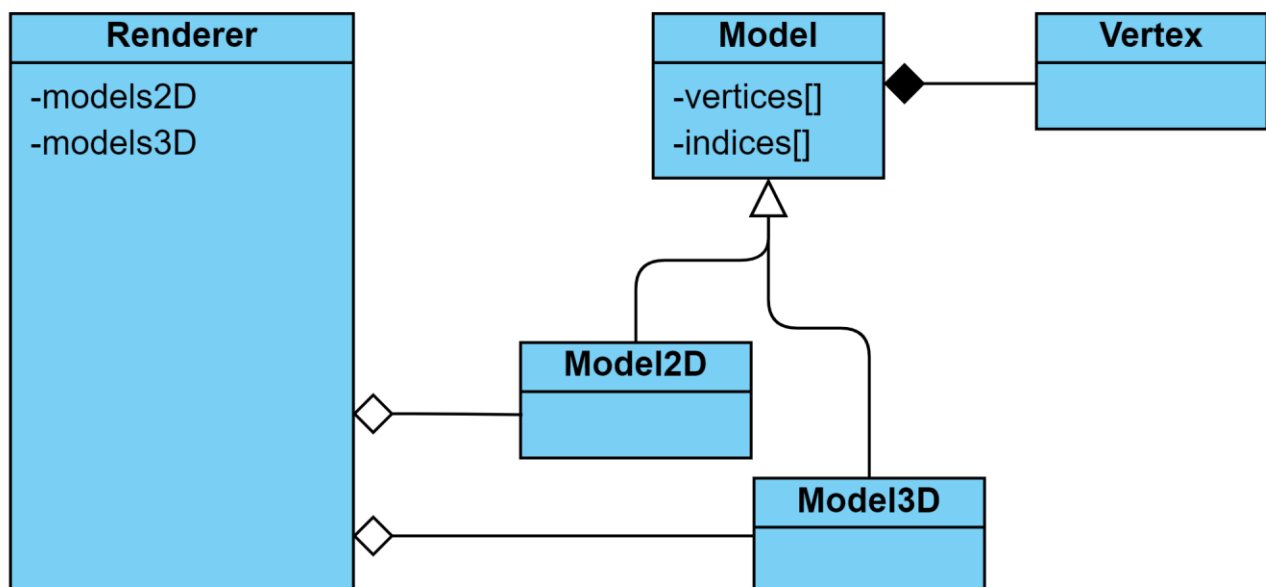 Renderer
-models2D
-models3D
Model
-vertices[]
-indices[]
Vertex
Model2D
Model3D